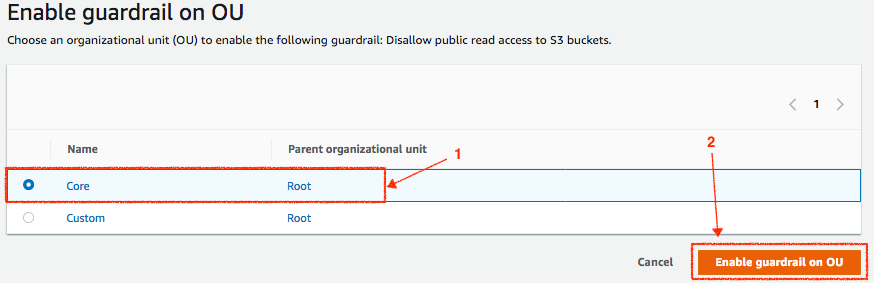 Enable guardrail on OU
Choose an organizational unit (OU) to enable the following guardrail: Disallow public read access to S3 buckets.
1
Name Parent organizational unit
1
2
Core Root
Custom Root
Cancel Enable guardrail on OU